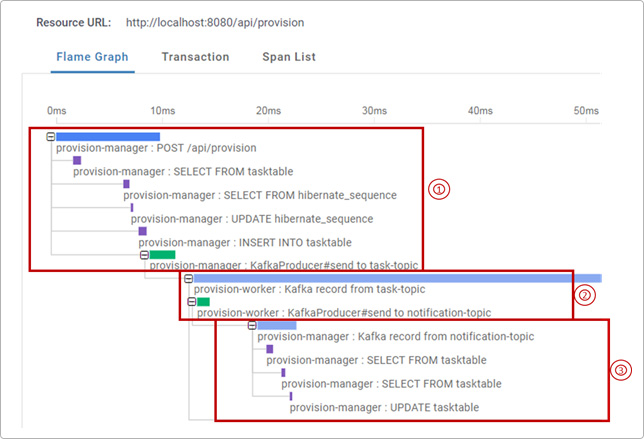 Resource URL: http://localhost:8080/api/provision
Flame Graph Transaction Span List
0ms 10ms 20ms 30ms 40ms 50ms
provision-manager : POST /api/provision
provision-manager : SELECT FROM tasktable
①
provision-manager : SELECT FROM hibernate_sequence
provision-manager : UPDATE hibernate_sequence
provision-manager : INSERT INTO tasktable
provision-manager : KafkaProducer#send to task-topic
provision-worker : Kafka record from task-topic
②
provision-worker : KafkaProducer#send to notification-topic
provision-manager : Kafka record from notification-topic
provision-manager : SELECT FROM tasktable
③
provision-manager : SELECT FROM tasktable
provision-manager : UPDATE tasktable